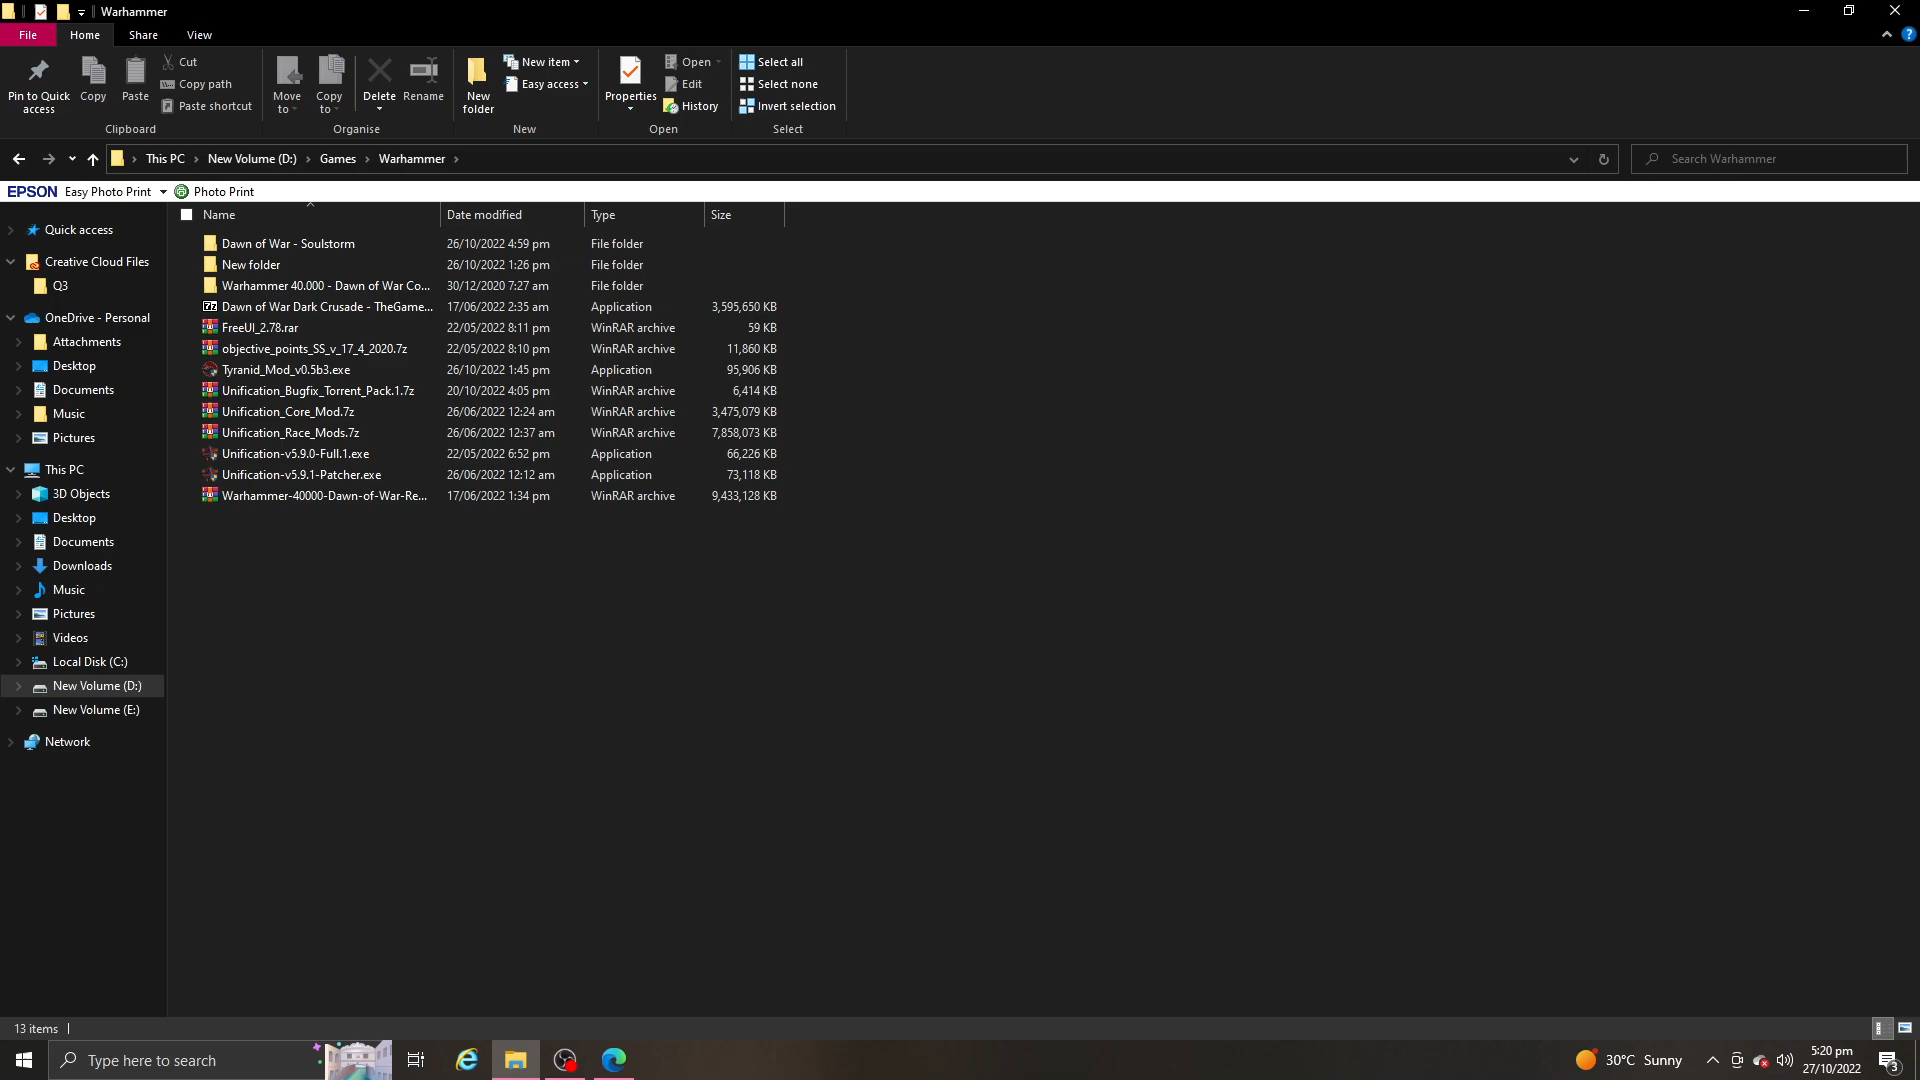 Warhammer
File Home Share View
Pin to Quick access
Copy
Paste
Cut
Copy path
Paste shortcut
Clipboard
Move to
Copy to
Delete
Rename
Organise
New folder
New item
Easy access
New
Properties
Open
Edit
History
Open
Select all
Select none
Invert selection
Select
This PC New Volume (D:) Games Warhammer
Search Warhammer
EPSON Easy Photo Print Photo Print
Name Date modified Type Size
Dawn of War - Soulstorm 26/10/2022 4:59 pm File folder
New folder 26/10/2022 1:26 pm File folder
Warhammer 40.000 - Dawn of War Co... 30/12/2020 7:27 am File folder
Dawn of War Dark Crusade - TheGame... 17/06/2022 2:35 am Application 3,595,650 KB
FreeUI_2.78.rar 22/05/2022 8:11 pm WinRAR archive 59 KB
objective_points_SS_v_17_4_2020.7z 22/05/2022 8:10 pm WinRAR archive 11,860 KB
Tyranid_Mod_v0.5b3.exe 26/10/2022 1:45 pm Application 95,906 KB
Unification_Bugfix_Torrent_Pack.1.7z 20/10/2022 4:05 pm WinRAR archive 6,414 KB
Unification_Core_Mod.7z 26/06/2022 12:24 am WinRAR archive 3,475,079 KB
Unification_Race_Mods.7z 26/06/2022 12:37 am WinRAR archive 7,858,073 KB
Unification-v5.9.0-Full.1.exe 22/05/2022 6:52 pm Application 66,226 KB
Unification-v5.9.1-Patcher.exe 26/06/2022 12:12 am Application 73,118 KB
Warhammer-40000-Dawn-of-War-Re... 17/06/2022 1:34 pm WinRAR archive 9,433,128 KB
Quick access
Creative Cloud Files
Q3
OneDrive - Personal
Attachments
Desktop
Documents
Music
Pictures
This PC
3D Objects
Desktop
Documents
Downloads
Music
Pictures
Videos
Local Disk (C:)
New Volume (D:)
New Volume (E:)
Network
13 items
Type here to search
30°C Sunny
5:20 pm
27/10/2022
3